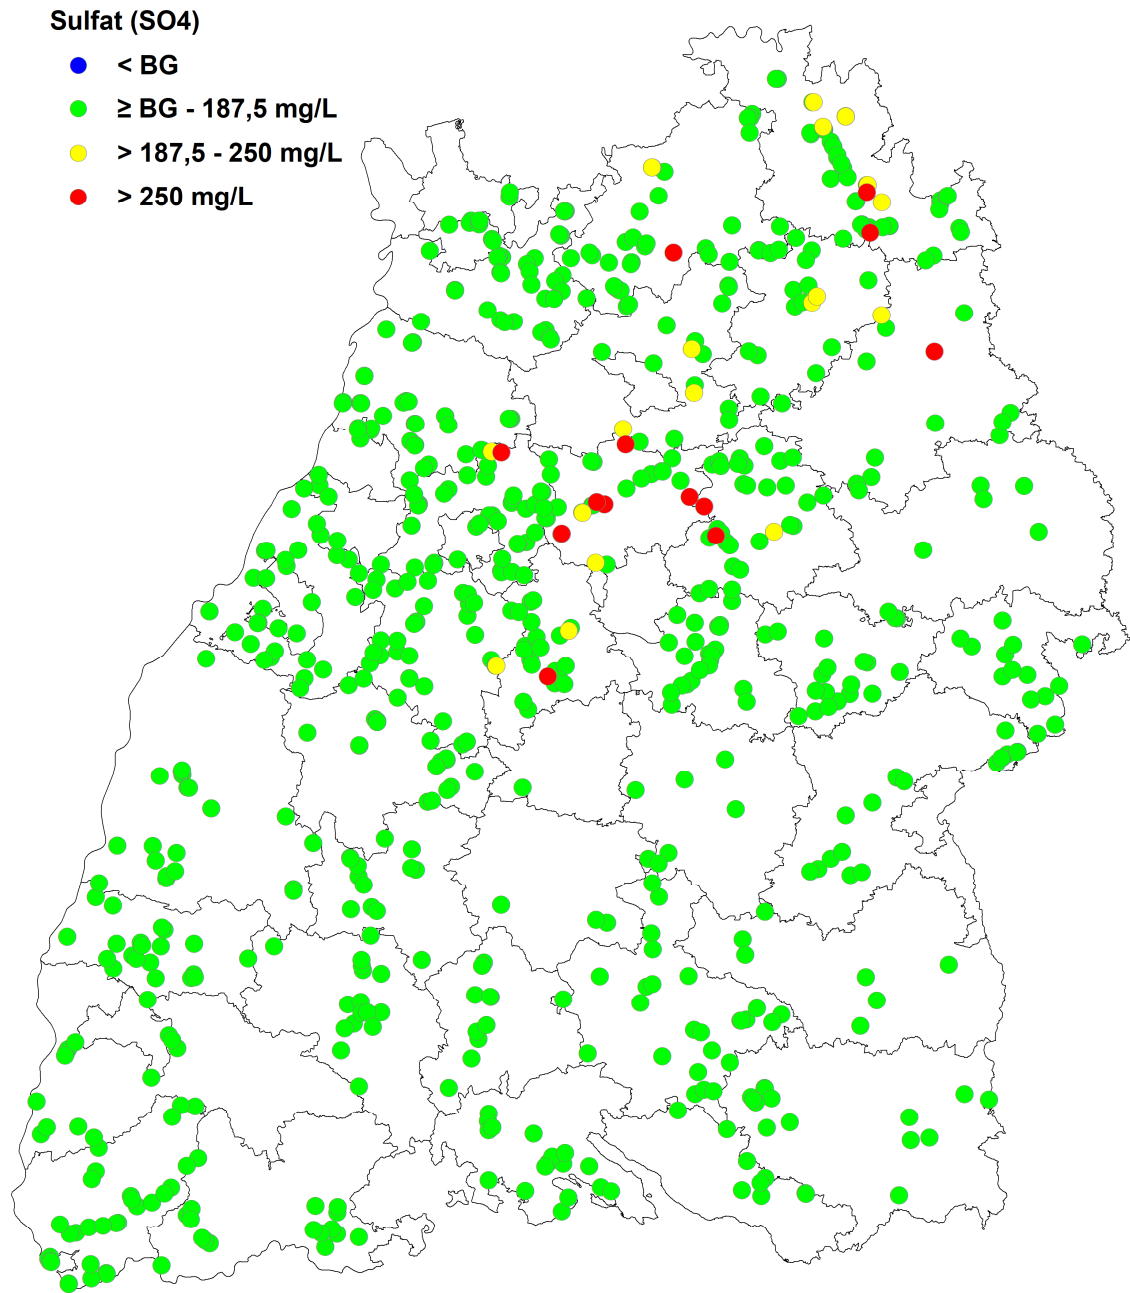 Sulfat (SO4)
< BG
≥ BG - 187,5 mg/L
> 187,5 - 250 mg/L
> 250 mg/L